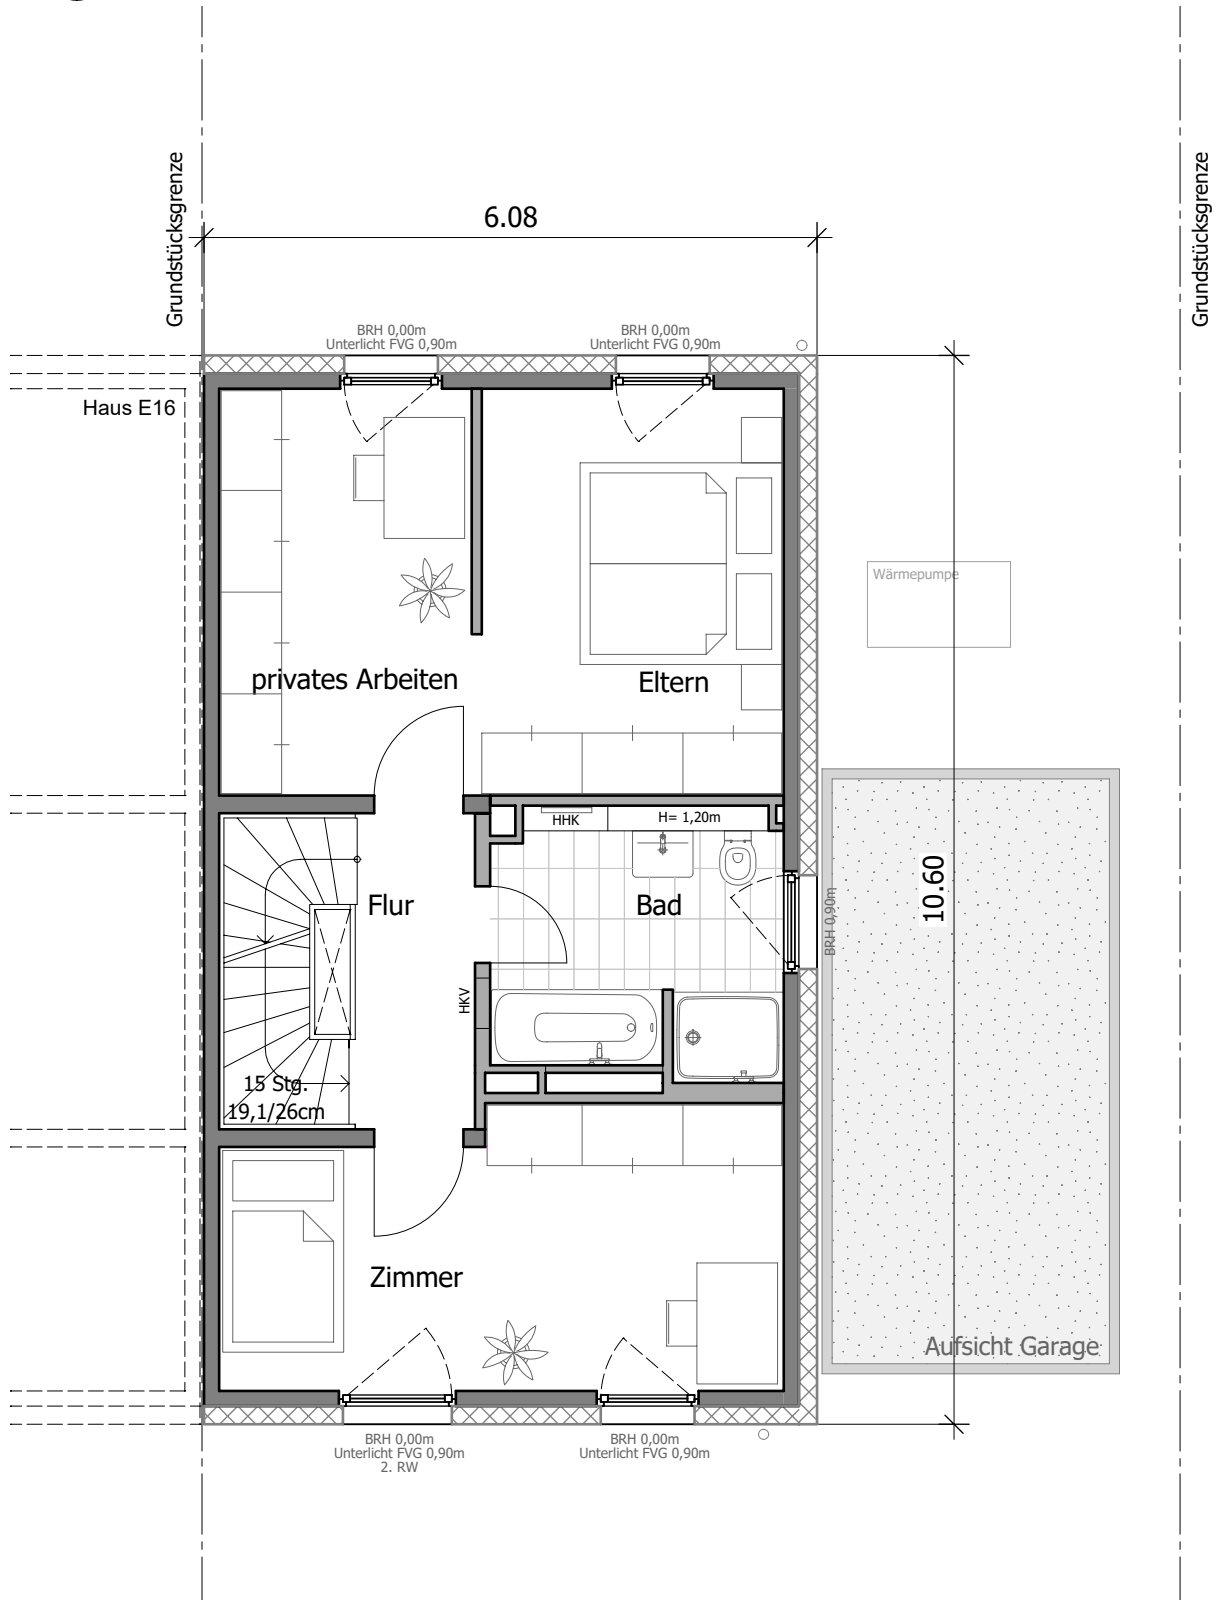 Grundstücksgrenze
Grundstücksgrenze
6.08
BRH 0,00m
Unterlicht FVG 0,90m
BRH 0,00m
Unterlicht FVG 0,90m
Haus E16
Wärmepumpe
privates Arbeiten
Eltern
HHK
H= 1,20m
Flur
Bad
BRH 0,90m
10.60
HKV
15 Stg.
19,1/26cm
Zimmer
Aufsicht Garage
BRH 0,00m
Unterlicht FVG 0,90m
2. RW
BRH 0,00m
Unterlicht FVG 0,90m